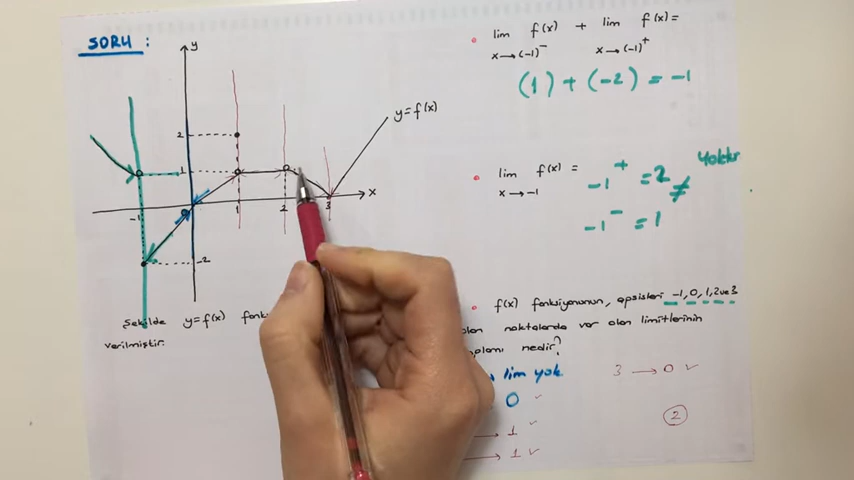 SORU :
y
2
1
-1
1
2
3
x
-2
y=f(x)
Şekilde y=f(x)
verilmiştir.
lim f(x) + lim f(x) =
x→(-1)⁻ x→(-1)⁺
(1) + (-2) = -1
lim f(x) =
x→-1
-1⁺ = 2 ≠ Yoktur
-1⁻ = 1
f(x) fonksiyonunun, apsisleri -1, 0, 1, 2 ve 3
noktalarda var olan limitlerinin
nedir?
lim yok
0 ✓
→ 1 ✓
→ 1 ✓
3 → 0 ✓
2